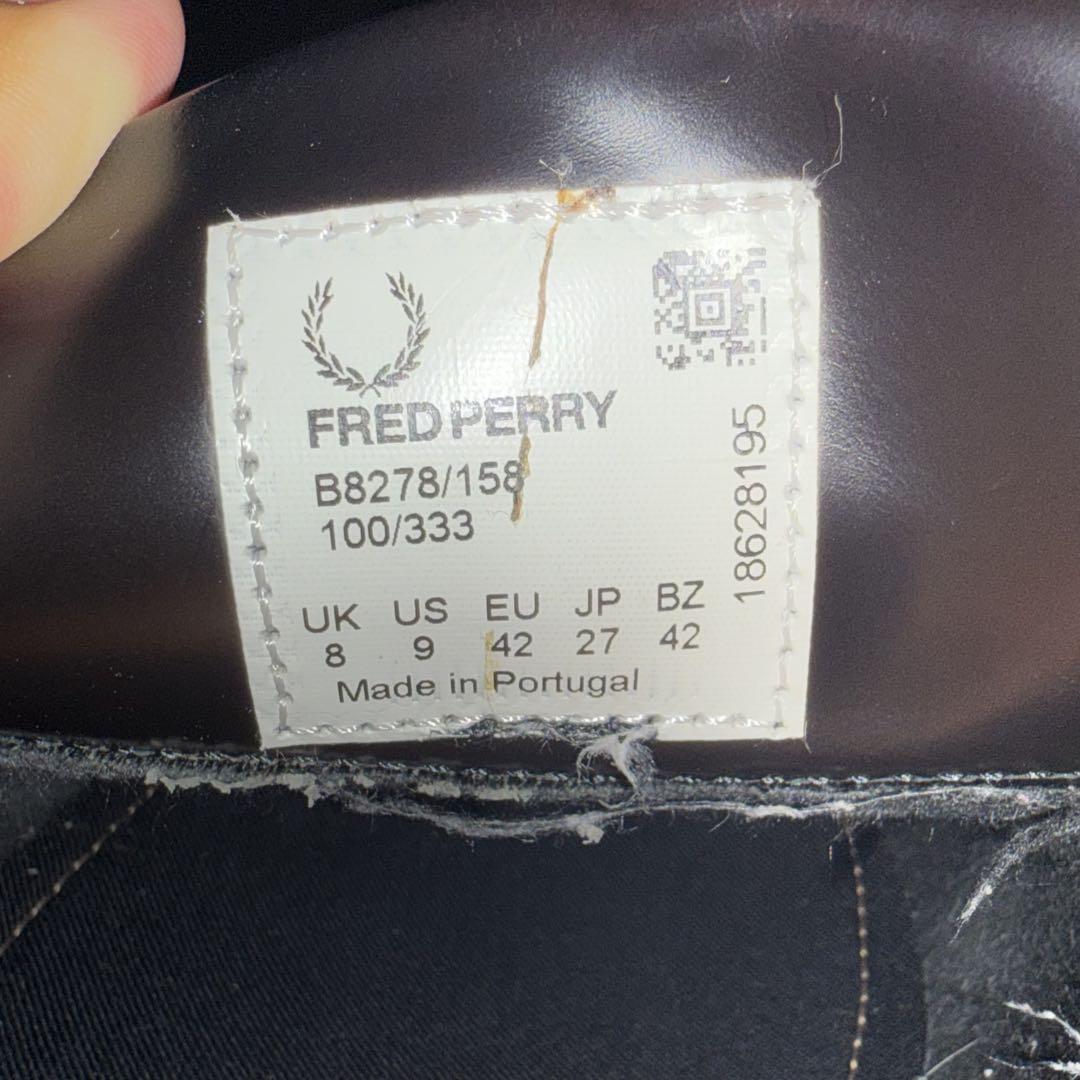 FRED PERRY
B8278/158
100/333
UK US EU JP BZ
8 9 42 27 42
Made in Portugal
18628195